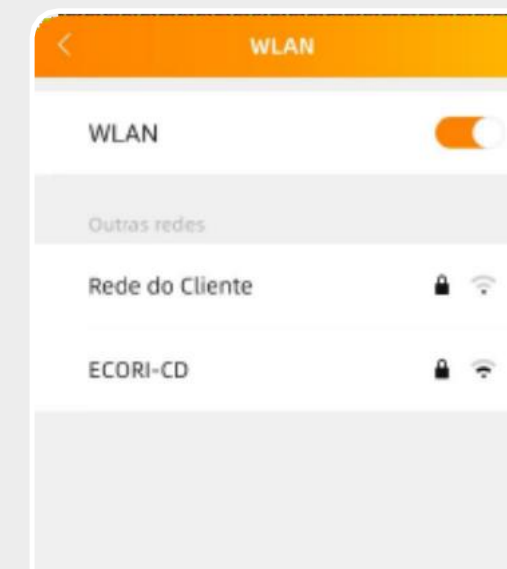 WLAN
WLAN
Outras redes
Rede do Cliente
ECORI-CD